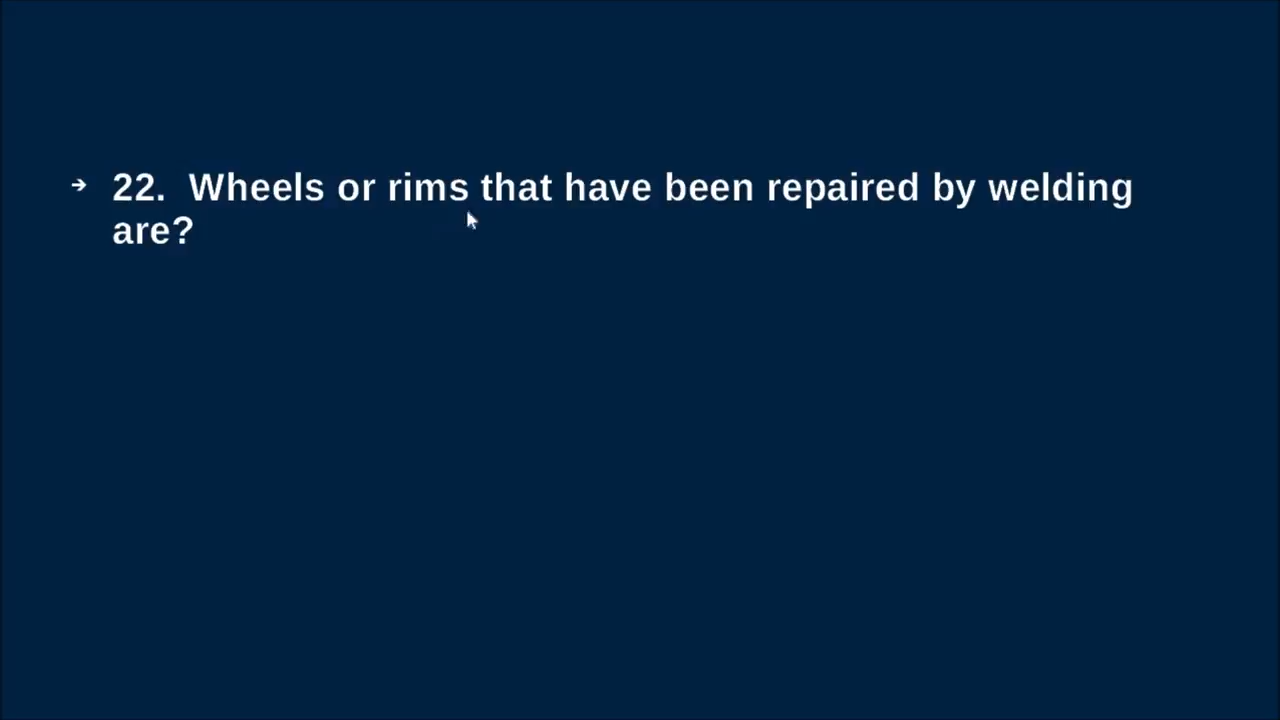 → 22. Wheels or rims that have been repaired by welding
are?